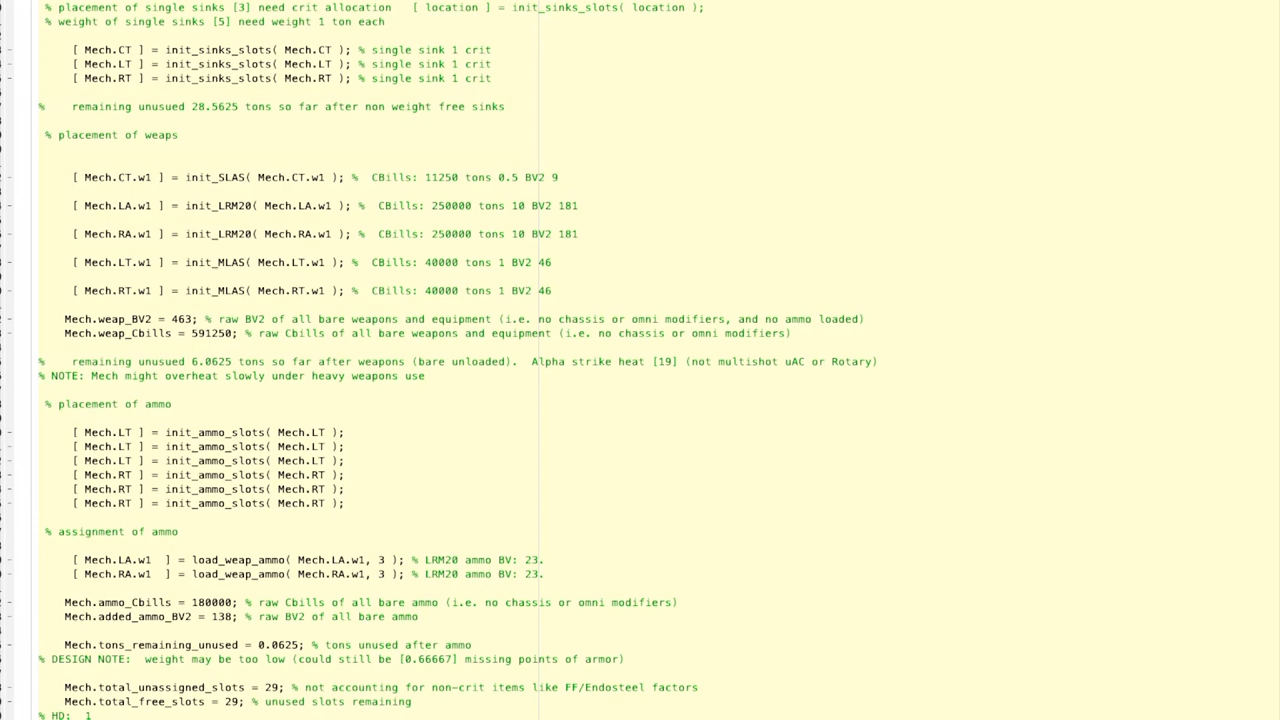 % placement of single sinks [3] need crit allocation   [ location ] = init_sinks_slots( location );
% weight of single sinks [5] need weight 1 ton each
[ Mech.CT ] = init_sinks_slots( Mech.CT ); % single sink 1 crit
[ Mech.LT ] = init_sinks_slots( Mech.LT ); % single sink 1 crit
[ Mech.RT ] = init_sinks_slots( Mech.RT ); % single sink 1 crit
%    remaining unusued 28.5625 tons so far after non weight free sinks
% placement of weaps
[ Mech.CT.w1 ] = init_SLAS( Mech.CT.w1 ); %  CBills: 11250 tons 0.5 BV2 9
[ Mech.LA.w1 ] = init_LRM20( Mech.LA.w1 ); %  CBills: 250000 tons 10 BV2 181
[ Mech.RA.w1 ] = init_LRM20( Mech.RA.w1 ); %  CBills: 250000 tons 10 BV2 181
[ Mech.LT.w1 ] = init_MLAS( Mech.LT.w1 ); %  CBills: 40000 tons 1 BV2 46
[ Mech.RT.w1 ] = init_MLAS( Mech.RT.w1 ); %  CBills: 40000 tons 1 BV2 46
Mech.weap_BV2 = 463; % raw BV2 of all bare weapons and equipment (i.e. no chassis or omni modifiers, and no ammo loaded)
Mech.weap_Cbills = 591250; % raw Cbills of all bare weapons and equipment (i.e. no chassis or omni modifiers)
%    remaining unusued 6.0625 tons so far after weapons (bare unloaded).  Alpha strike heat [19] (not multishot uAC or Rotary)
% NOTE: Mech might overheat slowly under heavy weapons use
% placement of ammo
[ Mech.LT ] = init_ammo_slots( Mech.LT );
[ Mech.LT ] = init_ammo_slots( Mech.LT );
[ Mech.LT ] = init_ammo_slots( Mech.LT );
[ Mech.RT ] = init_ammo_slots( Mech.RT );
[ Mech.RT ] = init_ammo_slots( Mech.RT );
[ Mech.RT ] = init_ammo_slots( Mech.RT );
% assignment of ammo
[ Mech.LA.w1  ] = load_weap_ammo( Mech.LA.w1, 3 ); % LRM20 ammo BV: 23.
[ Mech.RA.w1  ] = load_weap_ammo( Mech.RA.w1, 3 ); % LRM20 ammo BV: 23.
Mech.ammo_Cbills = 180000; % raw Cbills of all bare ammo (i.e. no chassis or omni modifiers)
Mech.added_ammo_BV2 = 138; % raw BV2 of all bare ammo
Mech.tons_remaining_unused = 0.0625; % tons unused after ammo
% DESIGN NOTE:  weight may be too low (could still be [0.66667] missing points of armor)
Mech.total_unassigned_slots = 29; % not accounting for non-crit items like FF/Endosteel factors
Mech.total_free_slots = 29; % unused slots remaining
% HD:  1